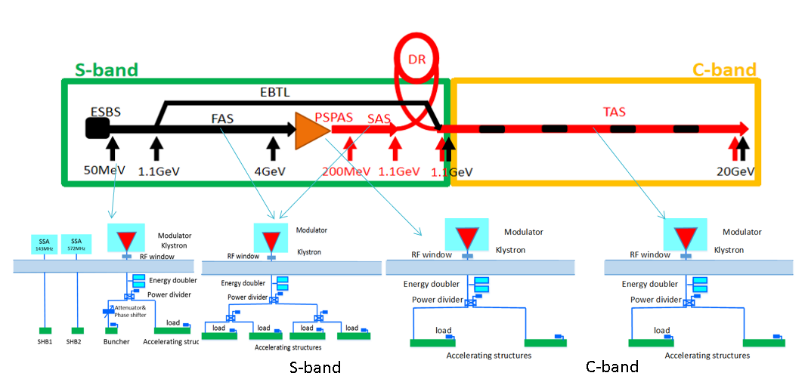 DR
S-band
C-band
EBTL
ESBS
FAS
PSPAS
SAS
TAS
50MeV
1.1GeV
4GeV
200MeV
1.1GeV
1.1GeV
20GeV
SSA
SSA
572MHz
Modulator
Klystron
RF window
Energy doubler
Power divider
Attenuator&
Phase shifter
load
SHB1
SHB2
Buncher
Accelerating struc
Modulator
Klystron
RF window
Energy doubler
Power divider
load
load
load
load
Accelerating structures
Modulator
Klystron
RF window
Energy doubler
Power divider
load
Accelerating structures
Modulator
Klystron
RF window
Energy doubler
Power divider
load
Accelerating structures
S-band
C-band